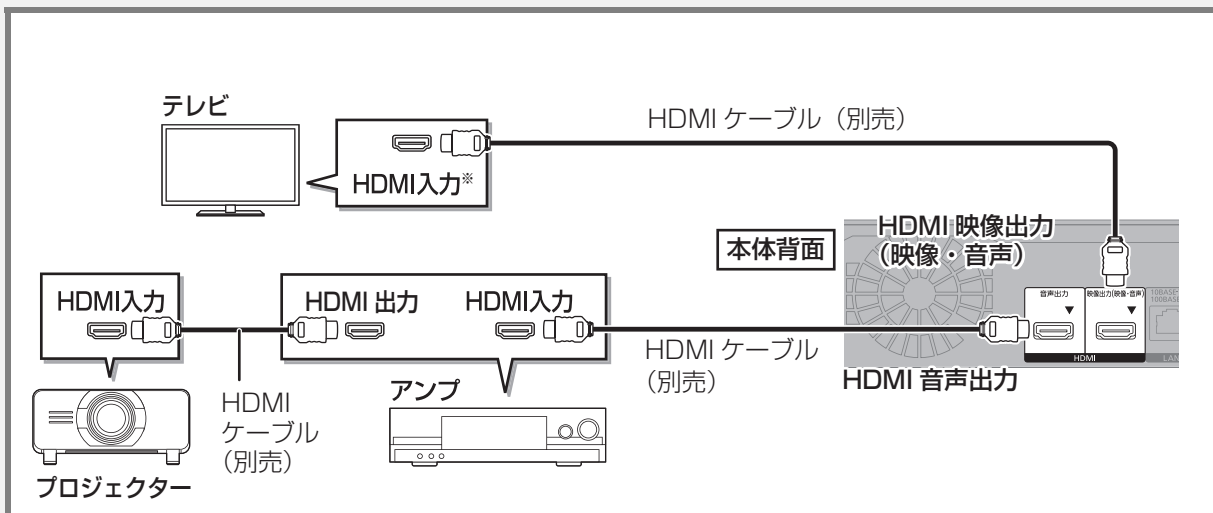 テレビ
HDMI入力※
HDMI ケーブル（別売）
本体背面
HDMI 映像出力
（映像・音声）
音声出力
映像出力(映像・音声)
10BASE-
100BASE
HDMI
LAN
HDMI 音声出力
HDMI入力
HDMI 出力
HDMI入力
HDMI ケーブル
（別売）
HDMI
ケーブル
（別売）
アンプ
プロジェクター